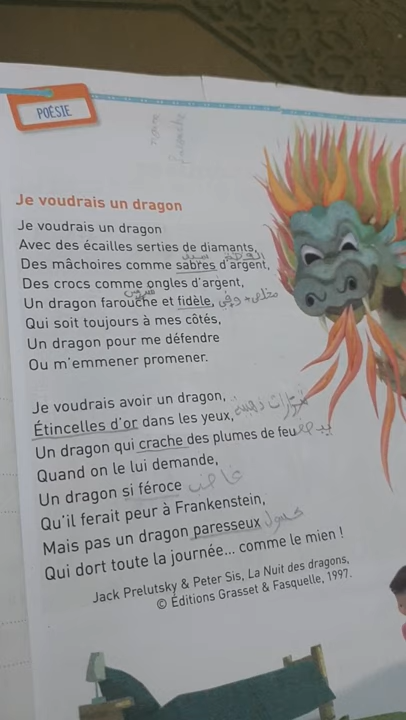 POÉSIE
farouche
Je voudrais un dragon
Je voudrais un dragon
Avec des écailles serties de diamants,
Des mâchoires comme sabres d'argent,
Des crocs comme ongles d'argent,
شرس
Un dragon farouche et fidèle, مخلص + وفي
Qui soit toujours à mes côtés,
Un dragon pour me défendre
Ou m'emmener promener.
Je voudrais avoir un dragon,
Étincelles d'or dans les yeux,
Un dragon qui crache des plumes de feu
Quand on le lui demande,
Un dragon si féroce
Qu'il ferait peur à Frankenstein,
Mais pas un dragon paresseux كسول
Qui dort toute la journée... comme le mien !
Jack Prelutsky & Peter Sis, La Nuit des dragons,
© Éditions Grasset & Fasquelle, 1997.